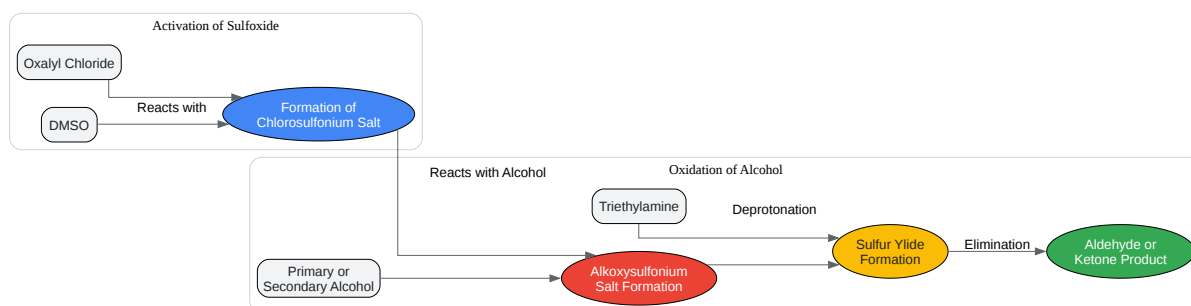 Activation of Sulfoxide
Oxalyl Chloride
Reacts with
DMSO
Formation of
Chlorosulfonium Salt
Oxidation of Alcohol
Reacts with Alcohol
Triethylamine
Deprotonation
Primary or
Secondary Alcohol
Alkoxysulfonium
Salt Formation
Sulfur Ylide
Formation
Elimination
Aldehyde or
Ketone Product